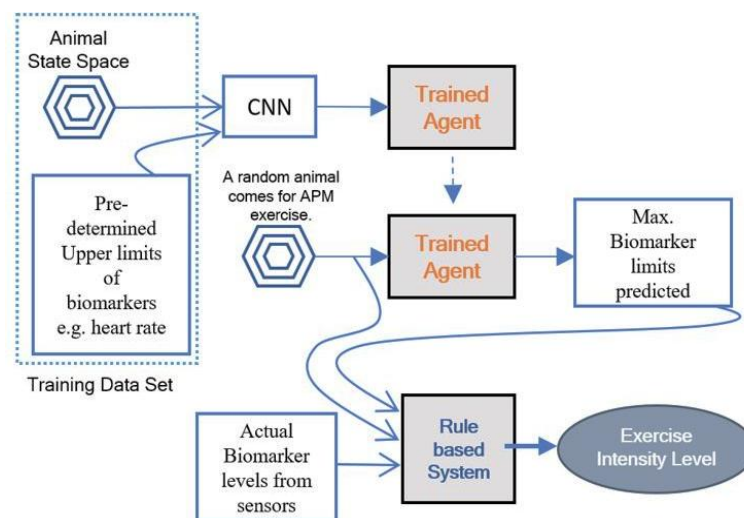 Animal
State Space
CNN
Trained
Agent
Pre-
determined
Upper limits
of
biomarkers
e.g. heart rate
Training Data Set
A random animal
comes for APM
exercise.
Trained
Agent
Max.
Biomarker
limits
predicted
Actual
Biomarker
levels from
sensors
Rule
based
System
Exercise
Intensity Level